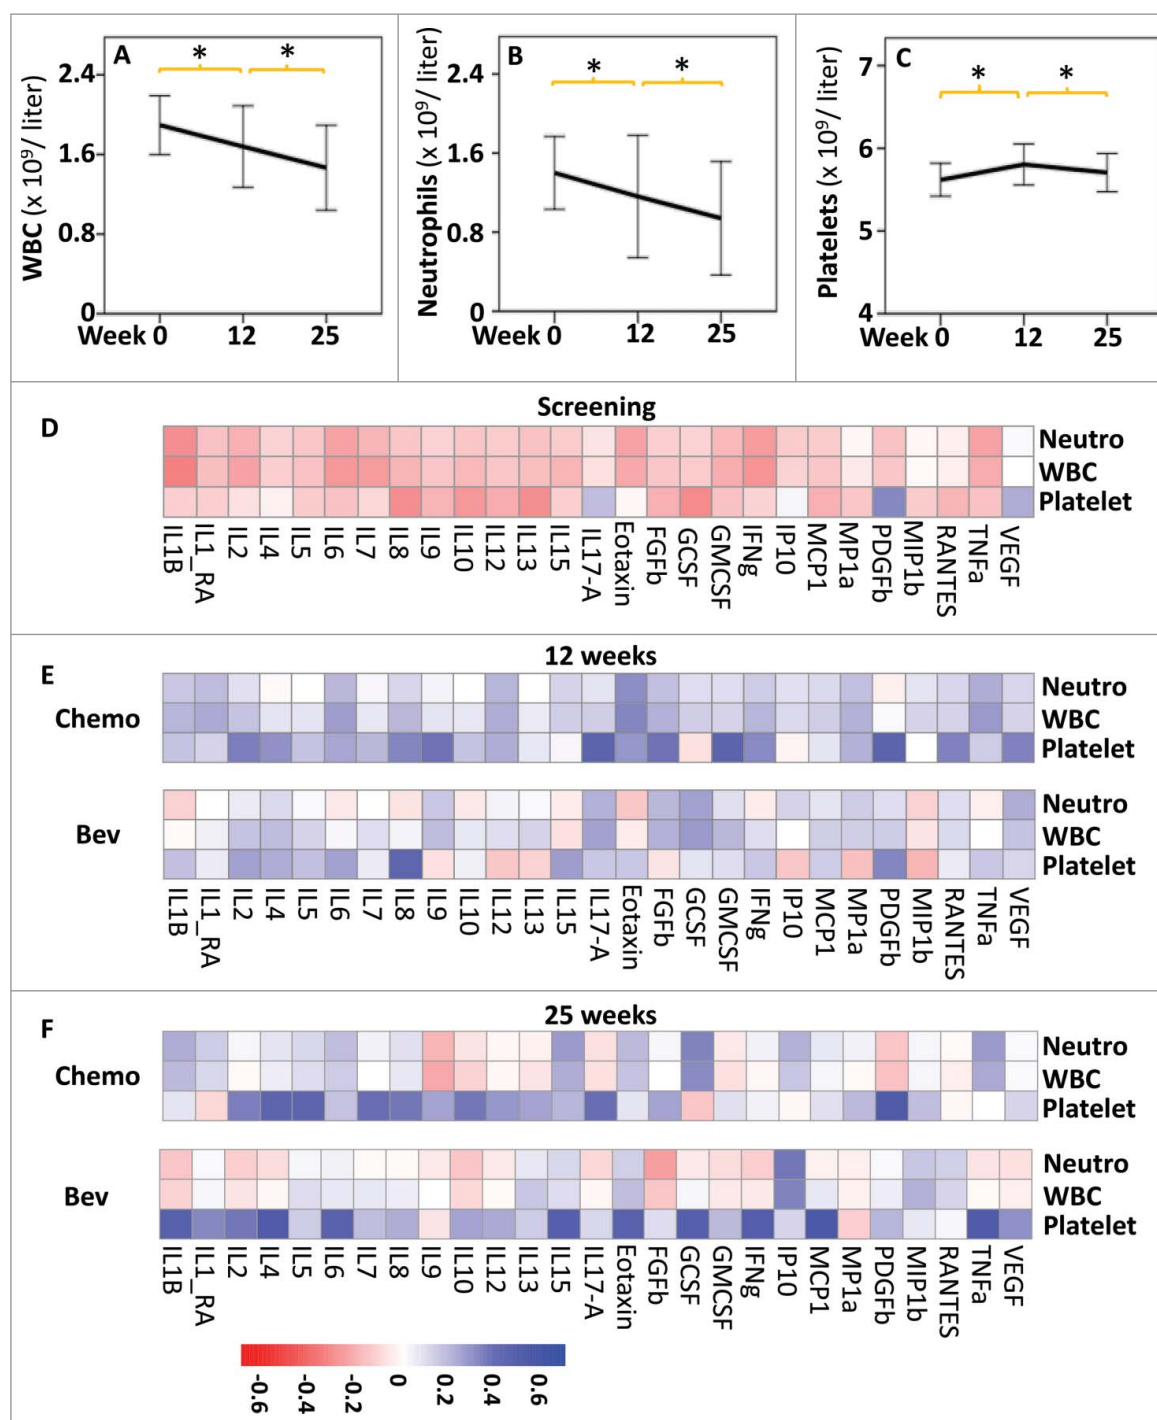 A
* *
WBC (x 10⁹/ liter)
2.4
1.6
0.8
0
Week 0 12 25
B
* *
Neutrophils (x 10⁹/ liter)
2.4
1.6
0.8
0
Week 0 12 25
C
* *
Platelets (x 10⁹/ liter)
7
6
5
4
Week 0 12 25
D
Screening
Neutro
WBC
Platelet
IL1B IL1_RA IL2 IL4 IL5 IL6 IL7 IL8 IL9 IL10 IL12 IL13 IL15 IL17-A Eotaxin FGFb GCSF GMCSF IFNg IP10 MCP1 MP1a PDGFb MIP1b RANTES TNFa VEGF
E
12 weeks
Chemo
Neutro
WBC
Platelet
Bev
Neutro
WBC
Platelet
IL1B IL1_RA IL2 IL4 IL5 IL6 IL7 IL8 IL9 IL10 IL12 IL13 IL15 IL17-A Eotaxin FGFb GCSF GMCSF IFNg IP10 MCP1 MP1a PDGFb MIP1b RANTES TNFa VEGF
F
25 weeks
Chemo
Neutro
WBC
Platelet
Bev
Neutro
WBC
Platelet
IL1B IL1_RA IL2 IL4 IL5 IL6 IL7 IL8 IL9 IL10 IL12 IL13 IL15 IL17-A Eotaxin FGFb GCSF GMCSF IFNg IP10 MCP1 MP1a PDGFb MIP1b RANTES TNFa VEGF
-0.6 -0.4 -0.2 0 0.2 0.4 0.6